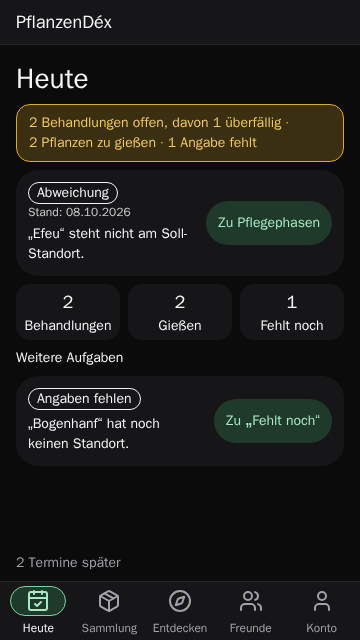 PflanzenDéx
Heute
2 Behandlungen offen, davon 1 überfällig ·
2 Pflanzen zu gießen · 1 Angabe fehlt
Abweichung
Stand: 08.10.2026
„Efeu“ steht nicht am Soll-
Standort.
Zu Pflegephasen
2
Behandlungen
2
Gießen
1
Fehlt noch
Weitere Aufgaben
Angaben fehlen
„Bogenhanf“ hat noch
keinen Standort.
Zu „Fehlt noch“
2 Termine später
Heute
Sammlung
Entdecken
Freunde
Konto